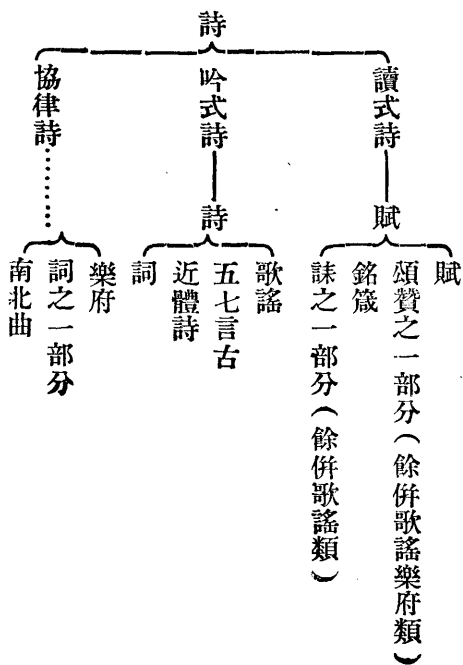 詩
讀式詩
吟式詩
協律詩
賦
詩
賦
頌贊之一部分(餘倂歌謠樂府類)
銘箴
誄之一部分(餘倂歌謠類)
歌謠
五七言古
近體詩
詞
樂府
詞之一部分
南北曲